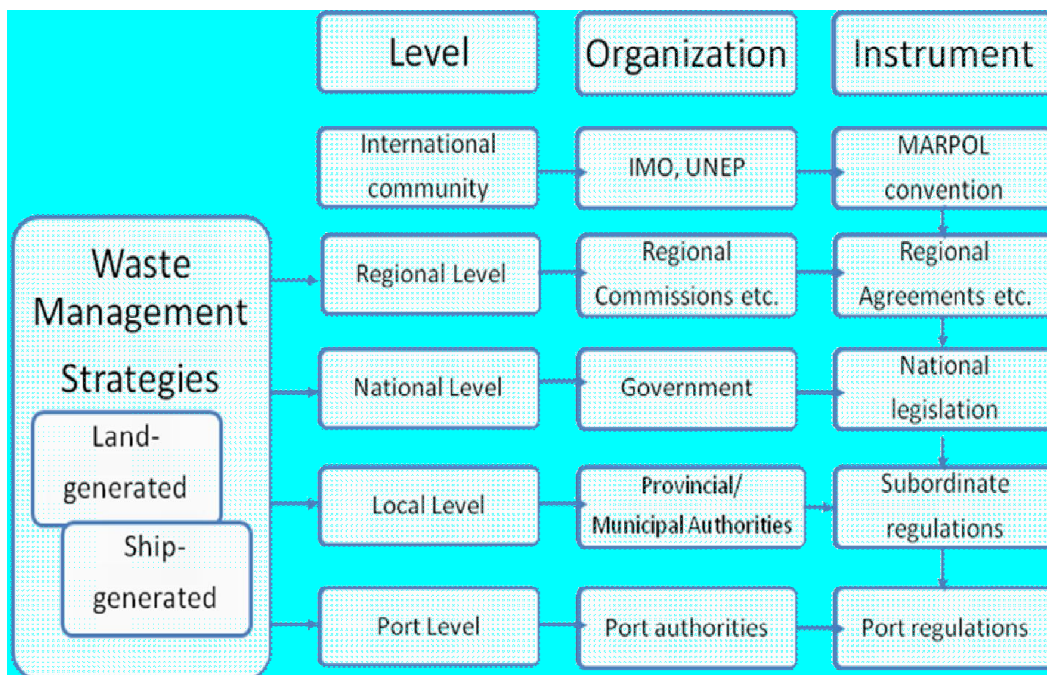 Level
Organization
Instrument
International
community
IMO, UNEP
MARPOL
convention
Waste
Management
Strategies
Land-
generated
Ship-
generated
Regional Level
Regional
Commissions etc.
Regional
Agreements etc.
National Level
Government
National
legislation
Local Level
Provincial/
Municipal Authorities
Subordinate
regulations
Port Level
Port authorities
Port regulations